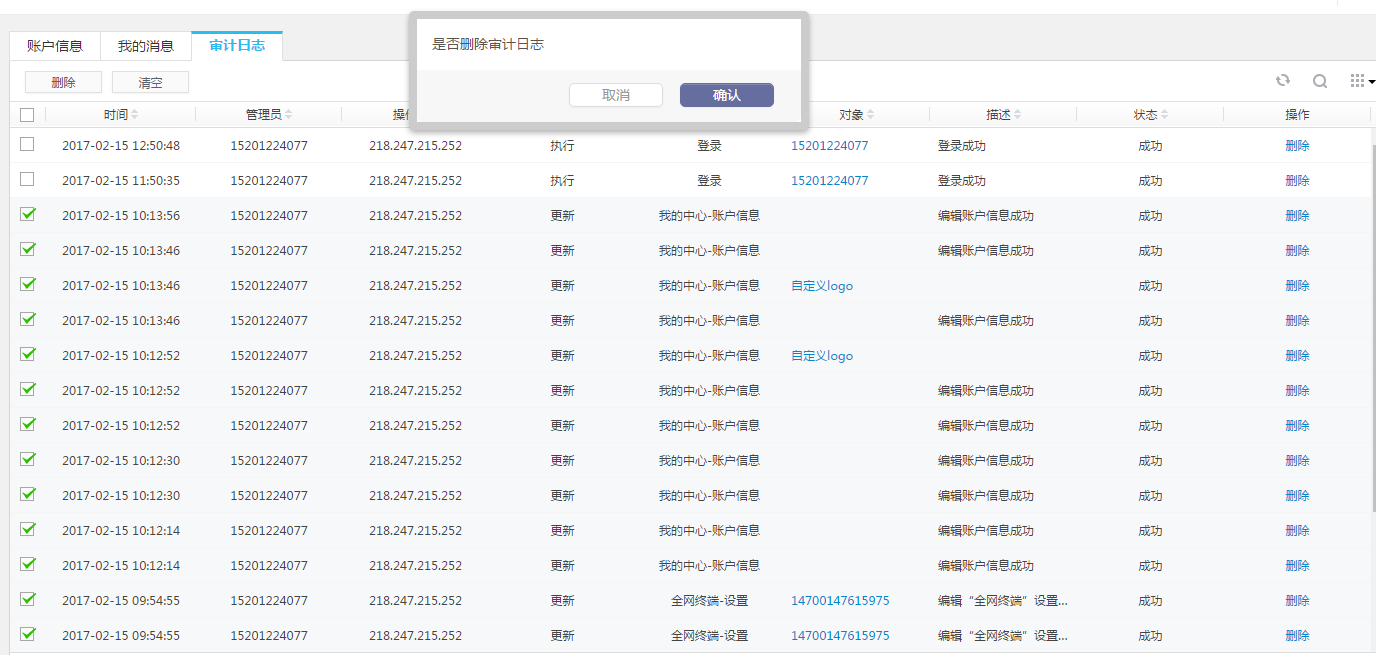 账户信息 我的消息 审计日志
是否删除审计日志
取消 确认
删除 清空
时间 管理员 操 对象 描述 状态 操作
2017-02-15 12:50:48 15201224077 218.247.215.252 执行 登录 15201224077 登录成功 成功 删除
2017-02-15 11:50:35 15201224077 218.247.215.252 执行 登录 15201224077 登录成功 成功 删除
2017-02-15 10:13:56 15201224077 218.247.215.252 更新 我的中心-账户信息 编辑账户信息成功 成功 删除
2017-02-15 10:13:46 15201224077 218.247.215.252 更新 我的中心-账户信息 编辑账户信息成功 成功 删除
2017-02-15 10:13:46 15201224077 218.247.215.252 更新 我的中心-账户信息 自定义logo 成功 删除
2017-02-15 10:13:46 15201224077 218.247.215.252 更新 我的中心-账户信息 编辑账户信息成功 成功 删除
2017-02-15 10:12:52 15201224077 218.247.215.252 更新 我的中心-账户信息 自定义logo 成功 删除
2017-02-15 10:12:52 15201224077 218.247.215.252 更新 我的中心-账户信息 编辑账户信息成功 成功 删除
2017-02-15 10:12:52 15201224077 218.247.215.252 更新 我的中心-账户信息 编辑账户信息成功 成功 删除
2017-02-15 10:12:30 15201224077 218.247.215.252 更新 我的中心-账户信息 编辑账户信息成功 成功 删除
2017-02-15 10:12:30 15201224077 218.247.215.252 更新 我的中心-账户信息 编辑账户信息成功 成功 删除
2017-02-15 10:12:14 15201224077 218.247.215.252 更新 我的中心-账户信息 编辑账户信息成功 成功 删除
2017-02-15 10:12:14 15201224077 218.247.215.252 更新 我的中心-账户信息 编辑账户信息成功 成功 删除
2017-02-15 09:54:55 15201224077 218.247.215.252 更新 全网终端-设置 14700147615975 编辑“全网终端”设置... 成功 删除
2017-02-15 09:54:55 15201224077 218.247.215.252 更新 全网终端-设置 14700147615975 编辑“全网终端”设置... 成功 删除